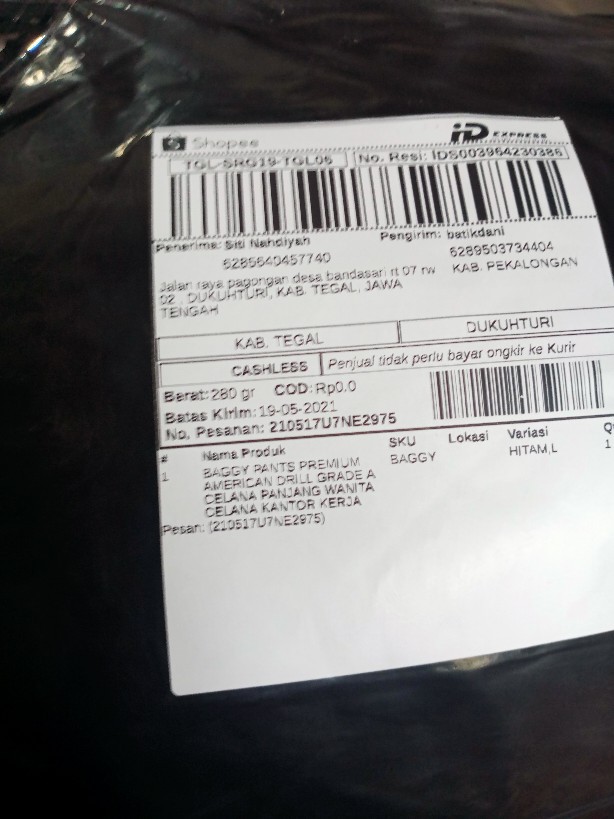 Shopee
iD EXPRESS
TGL-SRG19-TGL06
No. Resi: IDS003964230386
Penerima: Siti Nahdiyah
Pengirim: batikdani
6285640457740
6289503734404
Jalan raya pagongan desa bandasari rt 07 rw
KAB. PEKALONGAN
02 , DUKUHTURI, KAB. TEGAL, JAWA
TENGAH
KAB. TEGAL
DUKUHTURI
CASHLESS
Penjual tidak perlu bayar ongkir ke Kurir
Berat: 280 gr COD: Rp0.0
Batas Kirim: 19-05-2021
No. Pesanan: 210517U7NE2975
# Nama Produk SKU Lokasi Variasi Q
1 BAGGY PANTS PREMIUM BAGGY HITAM,L 1
AMERICAN DRILL GRADE A
CELANA PANJANG WANITA
CELANA KANTOR KERJA
Pesan: (210517U7NE2975)